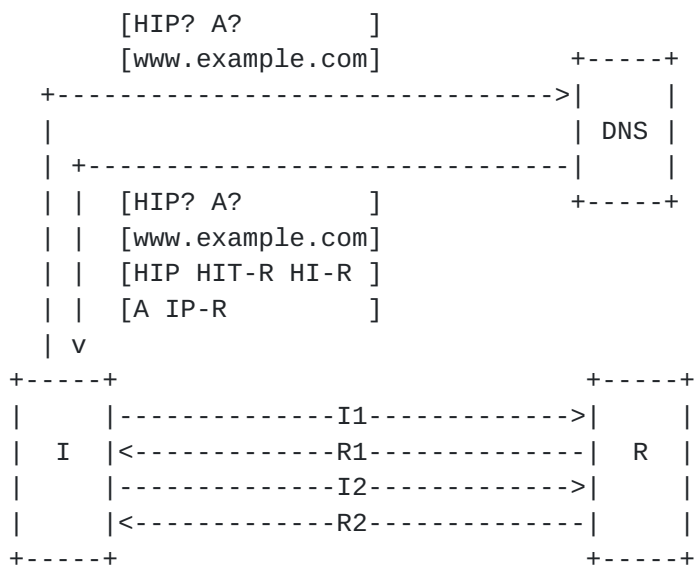 [HIP? A? ]
[www.example.com]
DNS
[HIP? A? ]
[www.example.com]
[HIP HIT-R HI-R ]
[A IP-R ]
v
I1
I R1 R
I2
R2